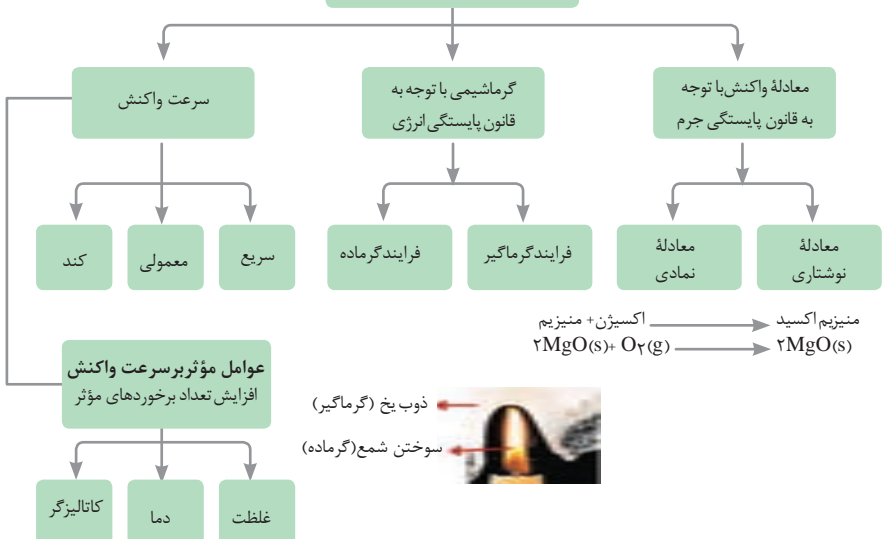 معادلهٔ واکنش با توجه
به قانون پایستگی جرم
گرماشیمی با توجه به
قانون پایستگی انرژی
سرعت واکنش
معادلهٔ
نوشتاری
معادلهٔ
نمادی
فرایندگرماگیر
فرایندگرماده
سریع
معمولی
کند
منیزیم اکسید ⟶ اکسیژن + منیزیم
۲MgO(s)+ O۲(g) ⟶ ۲MgO(s)
عوامل مؤثر بر سرعت واکنش
افزایش تعداد برخوردهای مؤثر
ذوب یخ (گرماگیر)
سوختن شمع(گرماده)
غلظت
دما
کاتالیزگر